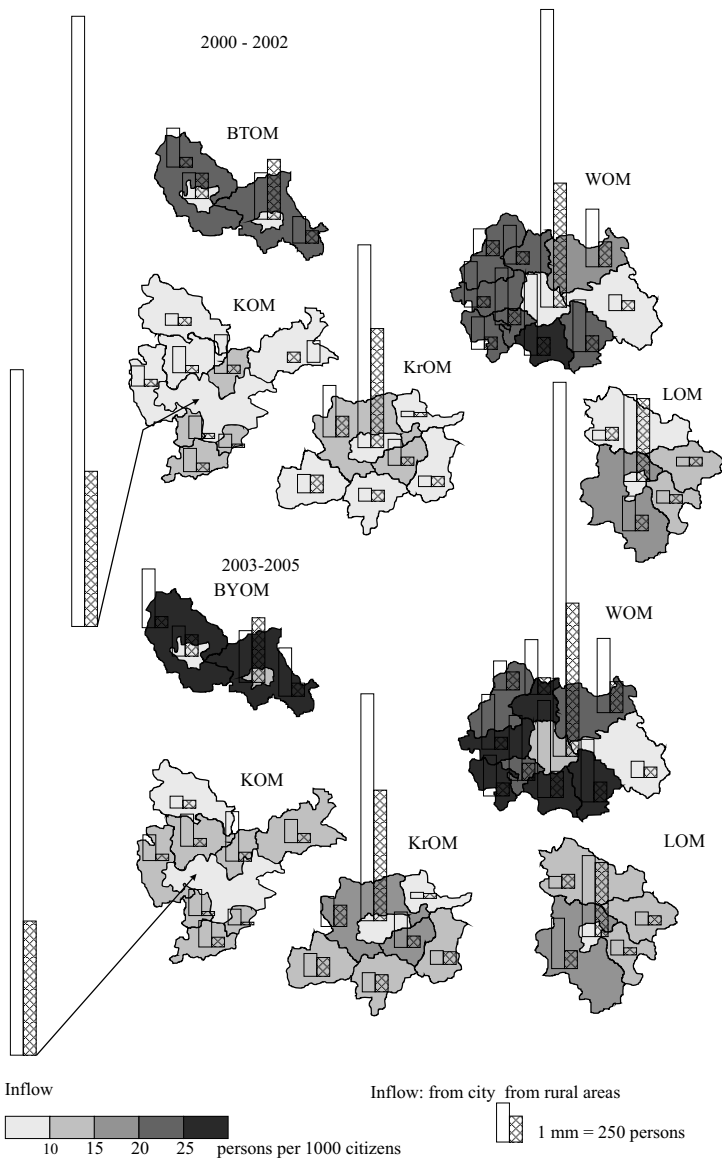 2000 - 2002
BTOM
WOM
KOM
KrOM
LOM
2003-2005
BYOM
WOM
KOM
KrOM
LOM
Inflow
10 15 20 25 persons per 1000 citizens
Inflow: from city from rural areas
1 mm = 250 persons